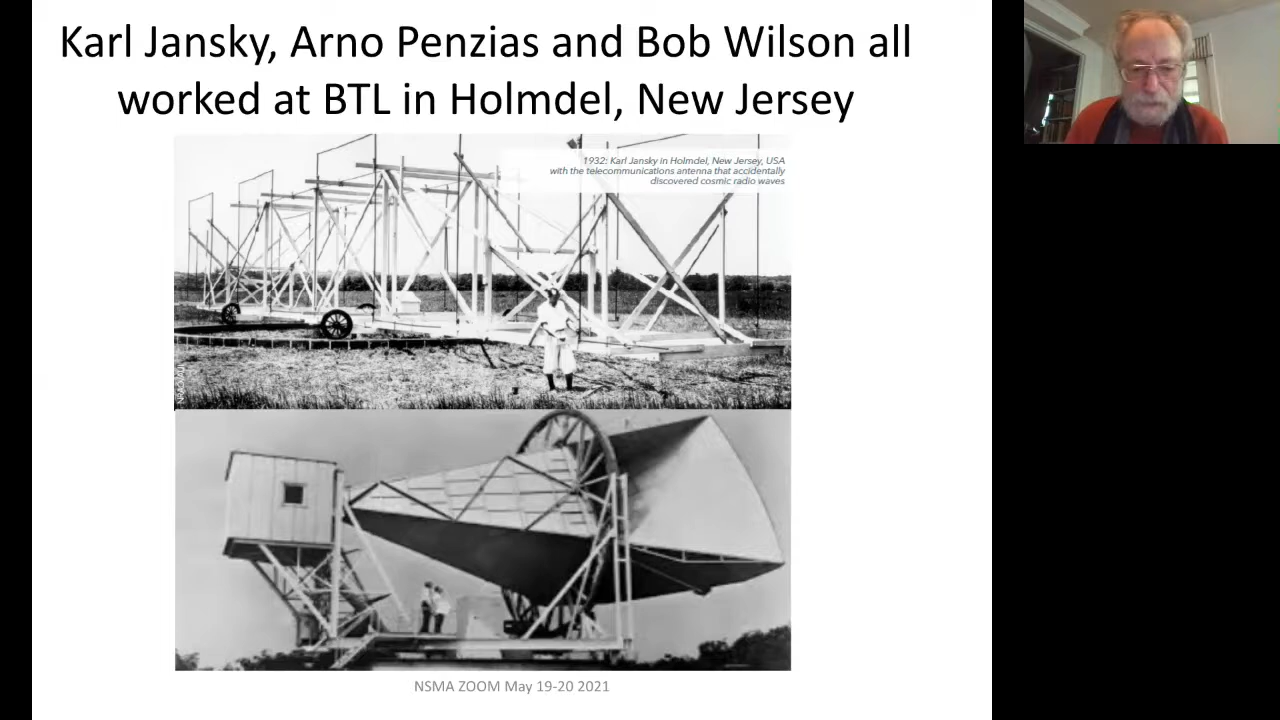 Karl Jansky, Arno Penzias and Bob Wilson all
worked at BTL in Holmdel, New Jersey
1932: Karl Jansky in Holmdel, New Jersey, USA
with the telecommunications antenna that accidentally
discovered cosmic radio waves
NSMA ZOOM May 19-20 2021